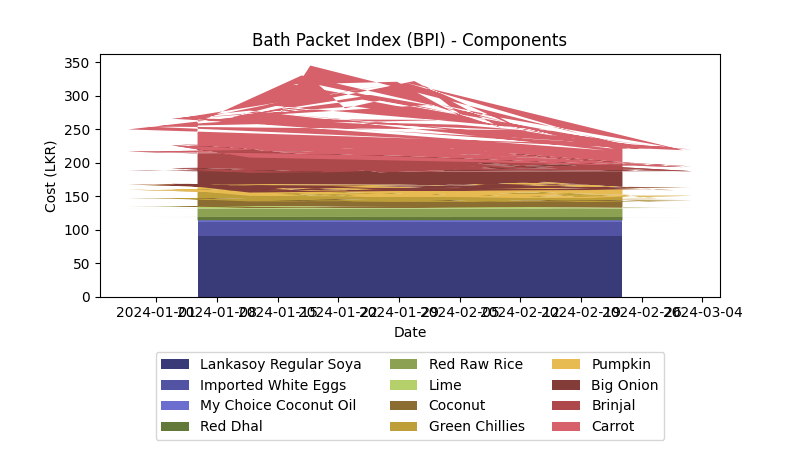 Bath Packet Index (BPI) - Components
Cost (LKR)
350
300
250
200
150
100
50
0
2024-01-01 2024-01-08 2024-01-15 2024-01-22 2024-01-29 2024-02-05 2024-02-12 2024-02-19 2024-02-26 2024-03-04
Date
Lankasoy Regular Soya Red Raw Rice Pumpkin
Imported White Eggs Lime Big Onion
My Choice Coconut Oil Coconut Brinjal
Red Dhal Green Chillies Carrot